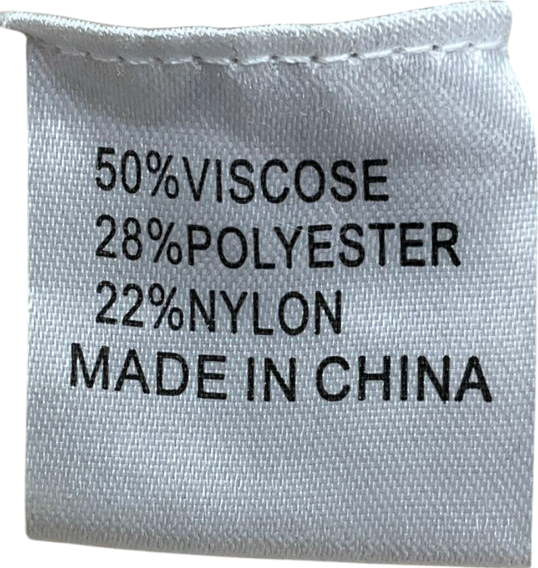 50%VISCOSE
28%POLYESTER
22%NYLON
MADE IN CHINA